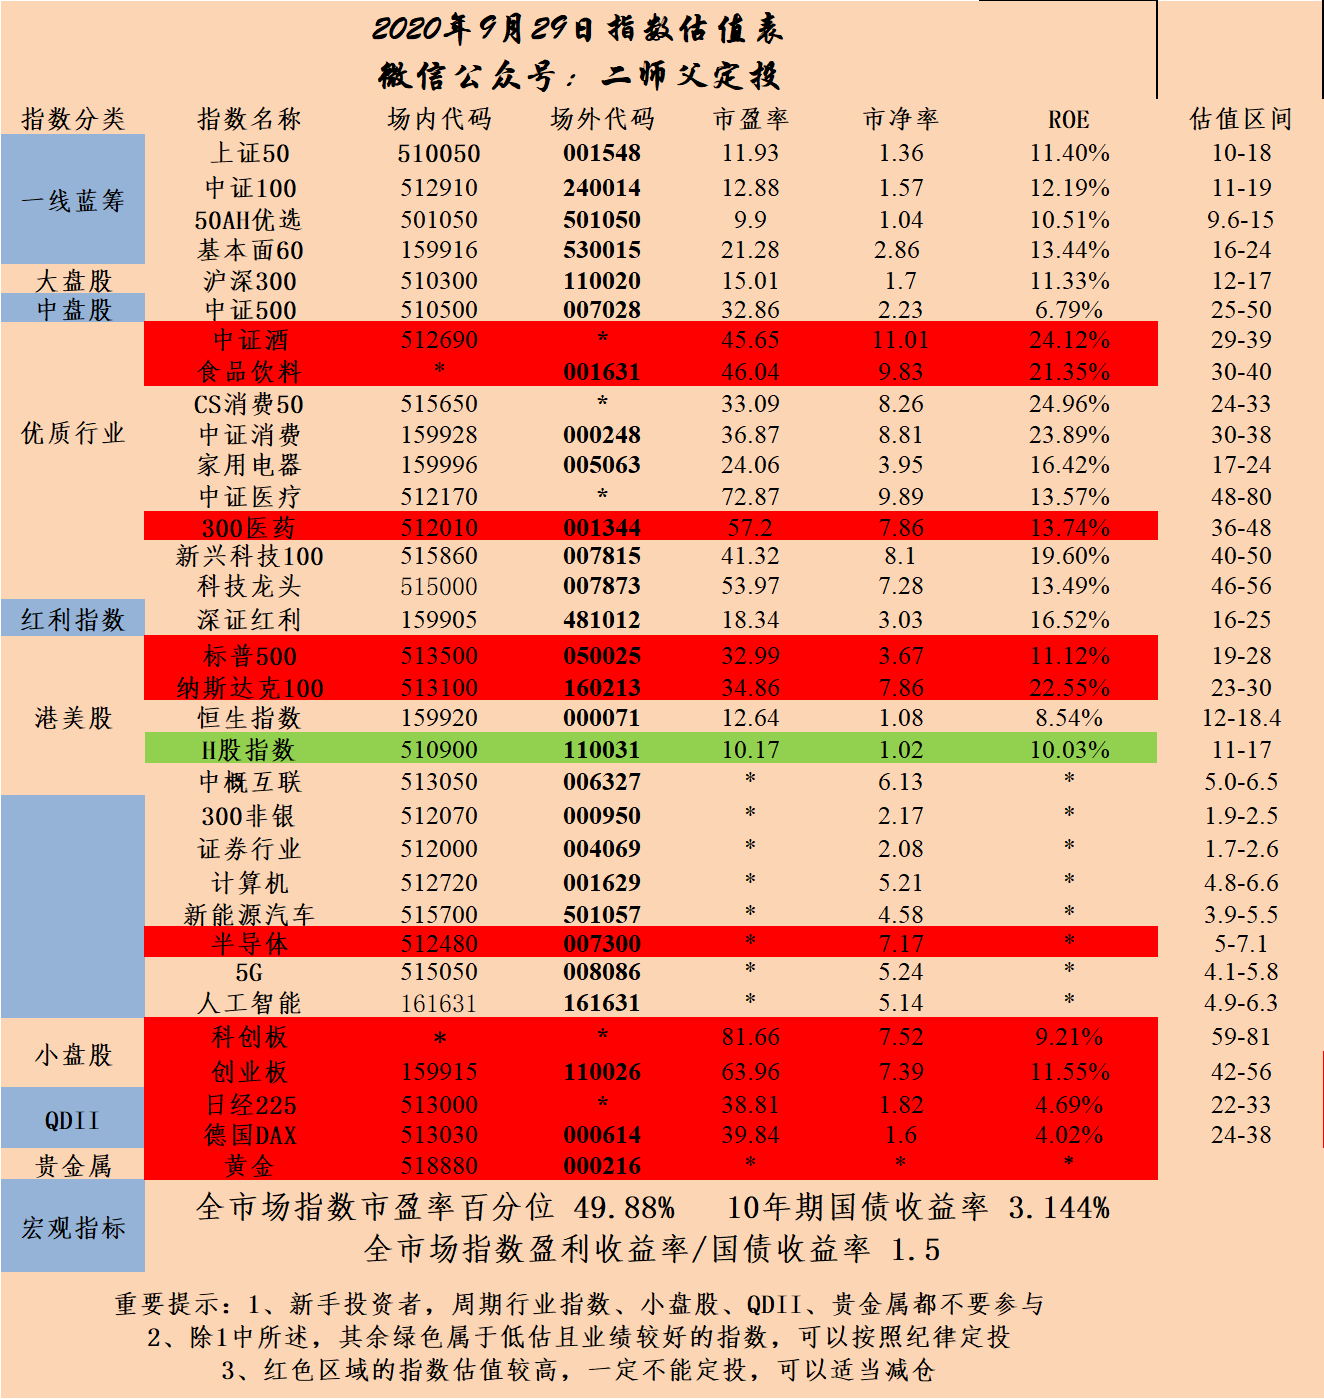 2020年9月29日指数估值表
微信公众号：二师父定投
指数分类 指数名称 场内代码 场外代码 市盈率 市净率 ROE 估值区间
一线蓝筹
上证50 510050 001548 11.93 1.36 11.40% 10-18
中证100 512910 240014 12.88 1.57 12.19% 11-19
50AH优选 501050 501050 9.9 1.04 10.51% 9.6-15
基本面60 159916 530015 21.28 2.86 13.44% 16-24
大盘股 沪深300 510300 110020 15.01 1.7 11.33% 12-17
中盘股 中证500 510500 007028 32.86 2.23 6.79% 25-50
优质行业
中证酒 512690 * 45.65 11.01 24.12% 29-39
食品饮料 * 001631 46.04 9.83 21.35% 30-40
CS消费50 515650 * 33.09 8.26 24.96% 24-33
中证消费 159928 000248 36.87 8.81 23.89% 30-38
家用电器 159996 005063 24.06 3.95 16.42% 17-24
中证医疗 512170 * 72.87 9.89 13.57% 48-80
300医药 512010 001344 57.2 7.86 13.74% 36-48
新兴科技100 515860 007815 41.32 8.1 19.60% 40-50
科技龙头 515000 007873 53.97 7.28 13.49% 46-56
红利指数 深证红利 159905 481012 18.34 3.03 16.52% 16-25
港美股
标普500 513500 050025 32.99 3.67 11.12% 19-28
纳斯达克100 513100 160213 34.86 7.86 22.55% 23-30
恒生指数 159920 000071 12.64 1.08 8.54% 12-18.4
H股指数 510900 110031 10.17 1.02 10.03% 11-17
中概互联 513050 006327 * 6.13 * 5.0-6.5
300非银 512070 000950 * 2.17 * 1.9-2.5
证券行业 512000 004069 * 2.08 * 1.7-2.6
计算机 512720 001629 * 5.21 * 4.8-6.6
新能源汽车 515700 501057 * 4.58 * 3.9-5.5
半导体 512480 007300 * 7.17 * 5-7.1
5G 515050 008086 * 5.24 * 4.1-5.8
人工智能 161631 161631 * 5.14 * 4.9-6.3
小盘股
科创板 * * 81.66 7.52 9.21% 59-81
创业板 159915 110026 63.96 7.39 11.55% 42-56
QDII
日经225 513000 * 38.81 1.82 4.69% 22-33
德国DAX 513030 000614 39.84 1.6 4.02% 24-38
贵金属 黄金 518880 000216 * * *
宏观指标
全市场指数市盈率百分位 49.88% 10年期国债收益率 3.144%
全市场指数盈利收益率/国债收益率 1.5
重要提示：1、新手投资者，周期行业指数、小盘股、QDII、贵金属都不要参与
2、除1中所述，其余绿色属于低估且业绩较好的指数，可以按照纪律定投
3、红色区域的指数估值较高，一定不能定投，可以适当减仓